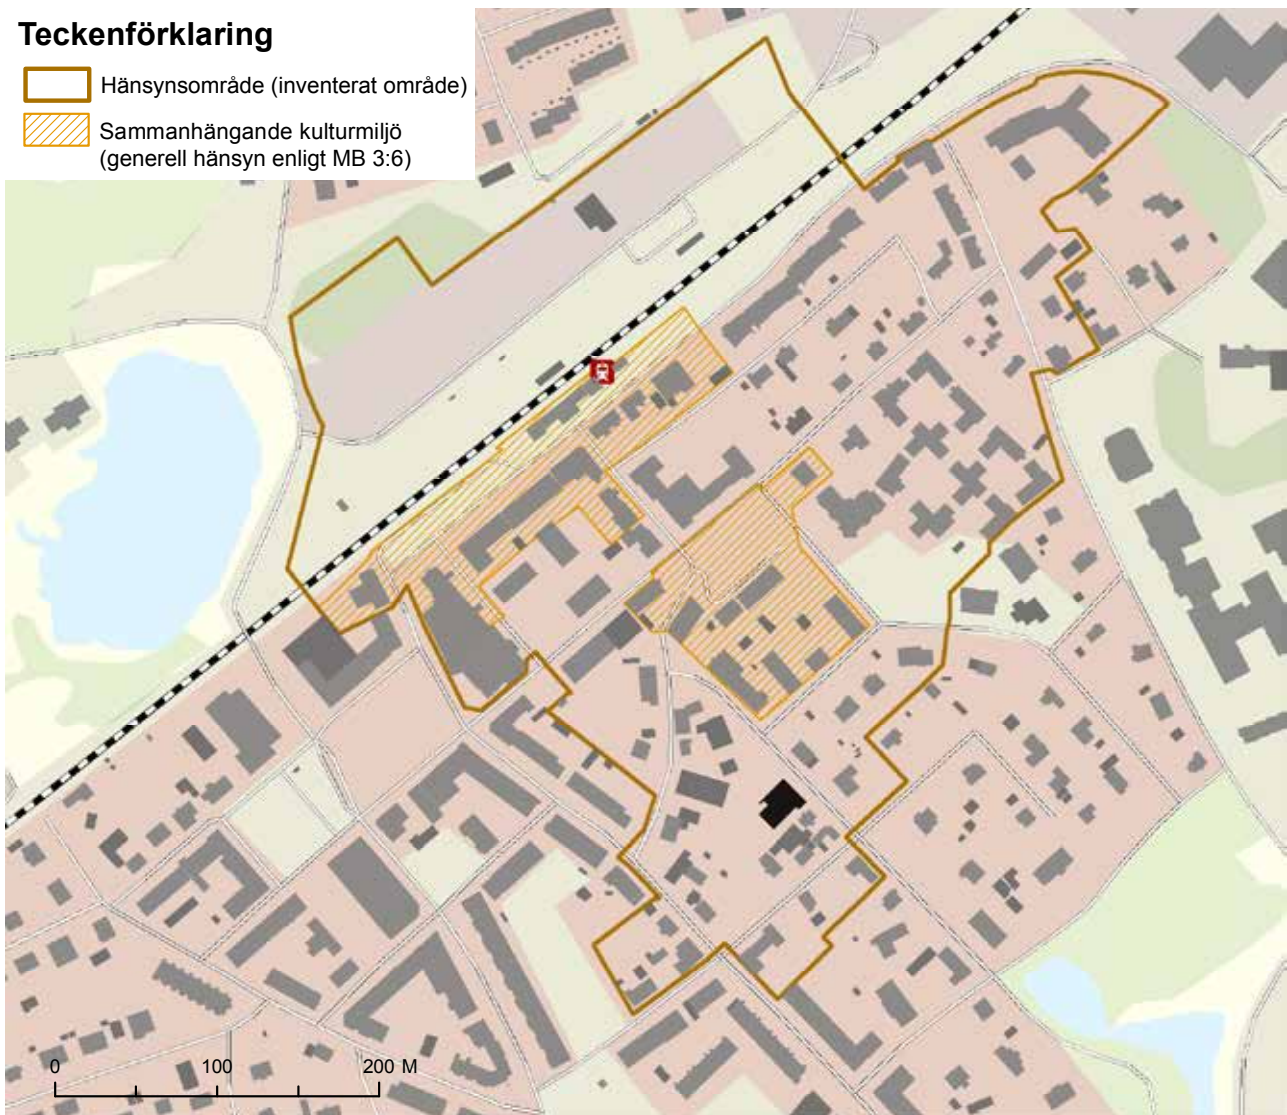 Teckenförklaring
Hänsynsområde (inventerat område)
Sammanhängande kulturmiljö
(generell hänsyn enligt MB 3:6)
0 100 200 M